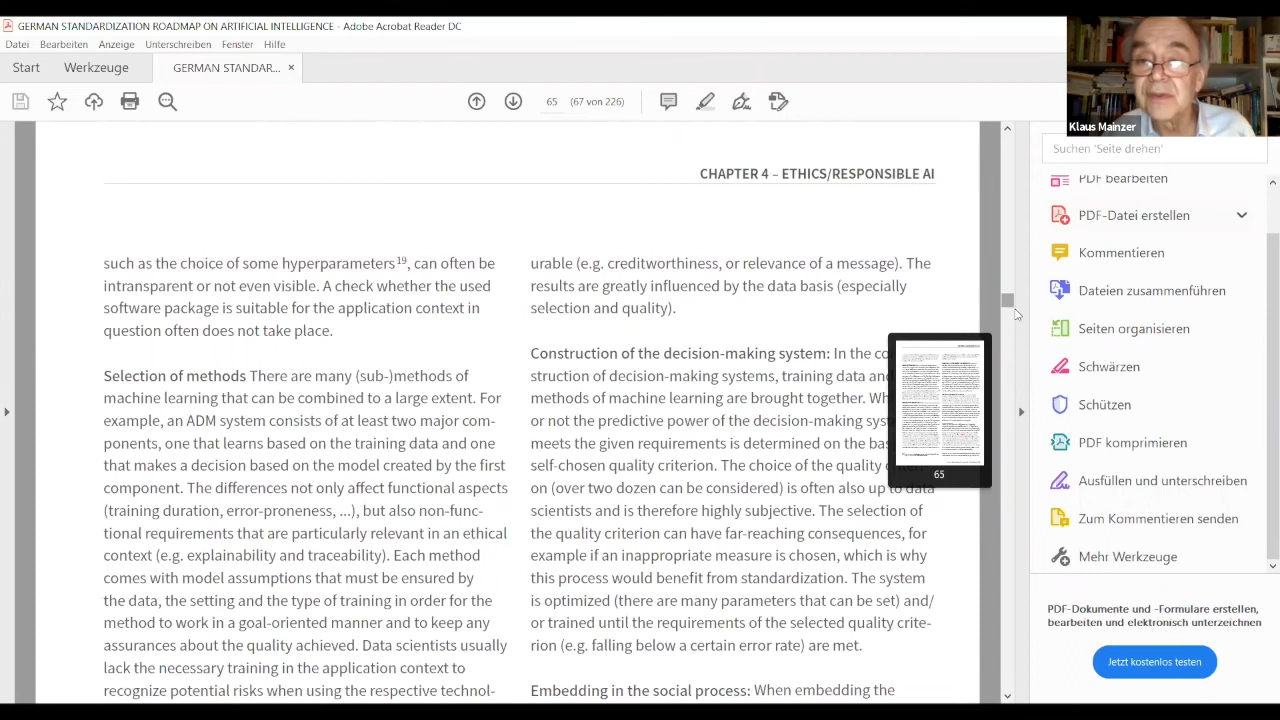 GERMAN STANDARDIZATION ROADMAP ON ARTIFICIAL INTELLIGENCE - Adobe Acrobat Reader DC
Datei Bearbeiten Anzeige Unterschreiben Fenster Hilfe
Start Werkzeuge GERMAN STANDAR... ×
65 (67 von 226)
Klaus Mainzer
CHAPTER 4 – ETHICS/RESPONSIBLE AI
such as the choice of some hyperparameters¹⁹, can often be
intransparent or not even visible. A check whether the used
software package is suitable for the application context in
question often does not take place.
Selection of methods: There are many (sub-)methods of
machine learning that can be combined to a large extent. For
example, an ADM system consists of at least two major com-
ponents, one that learns based on the training data and one
that makes a decision based on the model created by the first
component. The differences not only affect functional aspects
(training duration, error-proneness, ...), but also non-func-
tional requirements that are particularly relevant in an ethical
context (e.g. explainability and traceability). Each method
comes with model assumptions that must be ensured by
the data, the setting and the type of training in order for the
method to work in a goal-oriented manner and to keep any
assurances about the quality achieved. Data scientists usually
lack the necessary training in the application context to
recognize potential risks when using the respective technol-
urable (e.g. creditworthiness, or relevance of a message). The
results are greatly influenced by the data basis (especially
selection and quality).
Construction of the decision-making system: In the co
struction of decision-making systems, training data and
methods of machine learning are brought together. Wh
not the predictive power of the decision-making syst
meets the given requirements is determined on the bas
self-chosen quality criterion. The choice of the quality
on (over two dozen can be considered) is often also up to data
scientists and is therefore highly subjective. The selection of
the quality criterion can have far-reaching consequences, for
example if an inappropriate measure is chosen, which is why
this process would benefit from standardization. The system
is optimized (there are many parameters that can be set) and/
or trained until the requirements of the selected quality crite-
rion (e.g. falling below a certain error rate) are met.
Embedding in the social process: When embedding the
65
Suchen 'Seite drehen'
PDF bearbeiten
PDF-Datei erstellen
Kommentieren
Dateien zusammenführen
Seiten organisieren
Schwärzen
Schützen
PDF komprimieren
Ausfüllen und unterschreiben
Zum Kommentieren senden
Mehr Werkzeuge
PDF-Dokumente und -Formulare erstellen,
bearbeiten und elektronisch unterzeichnen
Jetzt kostenlos testen